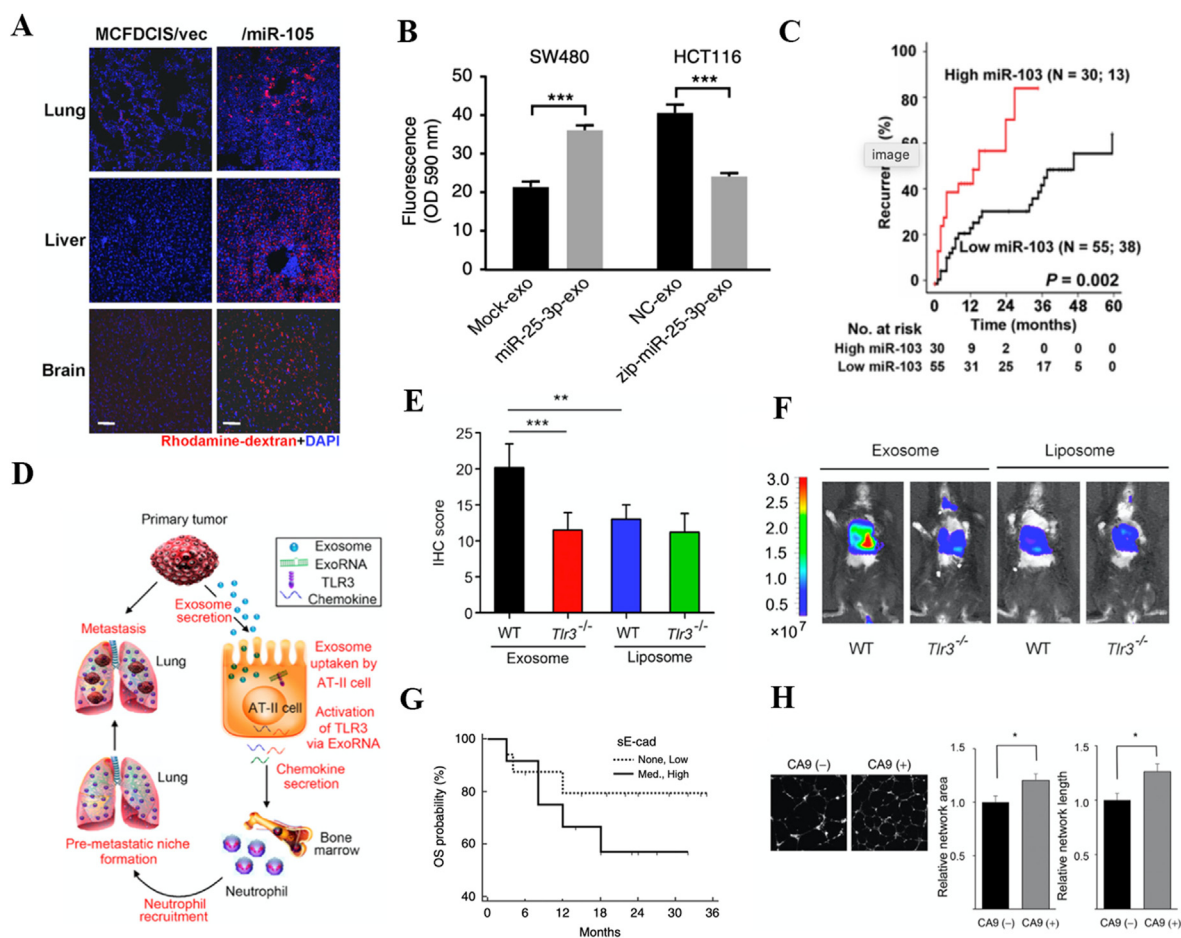 A
MCFDCIS/vec /miR-105
Lung
Liver
Brain
Rhodamine-dextran+DAPI
B
SW480 HCT116
*** ***
Fluorescence
(OD 590 nm)
50
40
30
20
10
0
Mock-exo
miR-25-3p-exo
NC-exo
zip-miR-25-3p-exo
C
100
80
60
40
20
0
(%)
Recurren
image
High miR-103 (N = 30; 13)
Low miR-103 (N = 55; 38)
P = 0.002
0 12 24 36 48 60
Time (months)
No. at risk
High miR-103 30 9 2 0 0 0
Low miR-103 55 31 25 17 5 0
D
Primary tumor
Exosome
ExoRNA
TLR3
Chemokine
Exosome
secretion
Metastasis
Lung
Exosome
uptaken by
AT-II cell
AT-II cell
Activation
of TLR3
via ExoRNA
Chemokine
secretion
Lung
Pre-metastatic niche
formation
Bone
marrow
Neutrophil
Neutrophil
recruitment
E
**
***
IHC score
25
20
15
10
5
0
WT Tlr3-/- WT Tlr3-/-
Exosome Liposome
F
Exosome Liposome
3.0
2.5
2.0
1.5
1.0
0.5
×10⁷
WT Tlr3-/- WT Tlr3-/-
G
sE-cad
None, Low
Med., High
OS probability (%)
100
80
60
40
0 6 12 18 24 30 36
Months
H
CA9 (−) CA9 (+)
Relative network area
1.5
1.0
0.5
*
CA9 (−) CA9 (+)
Relative network length
1.5
1.0
0.5
*
CA9 (−) CA9 (+)